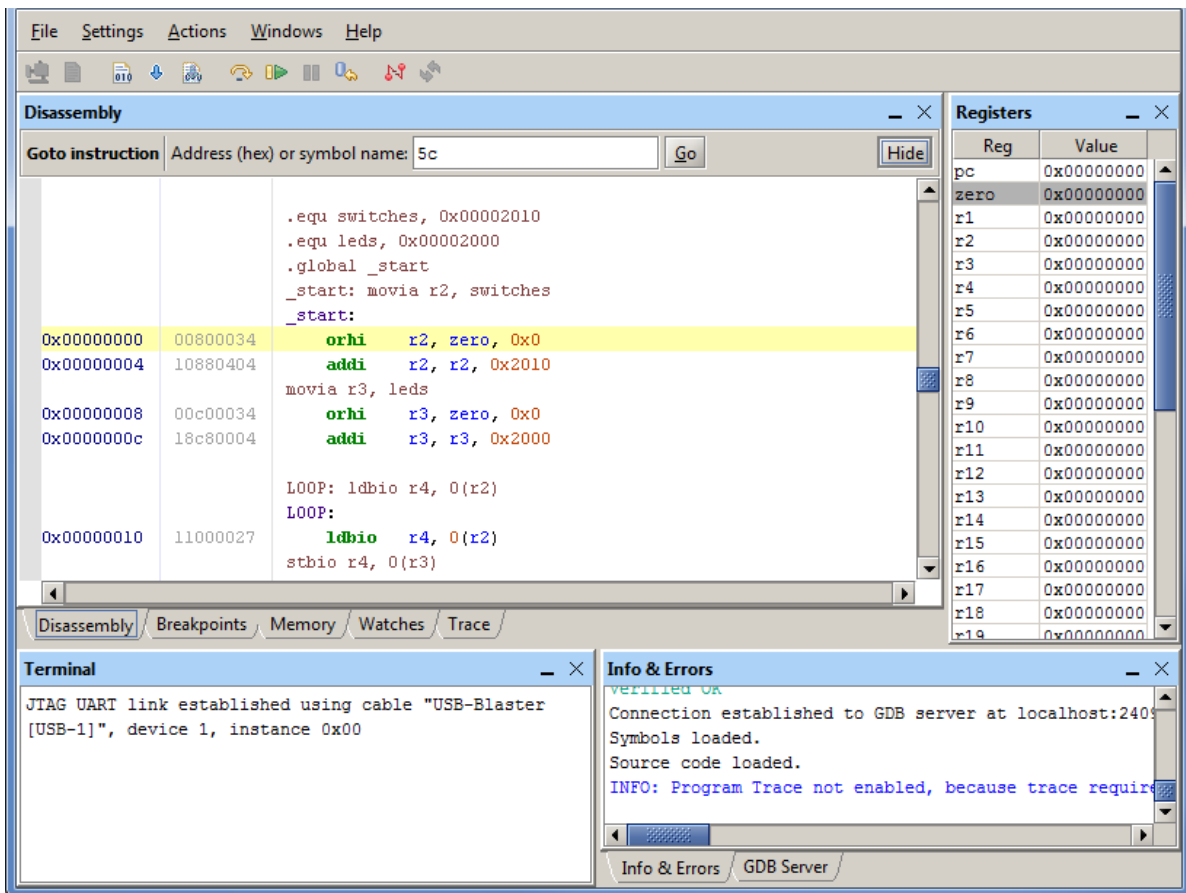 File Settings Actions Windows Help
Disassembly
Goto instruction Address (hex) or symbol name: 5c Go Hide
.equ switches, 0x00002010
.equ leds, 0x00002000
.global _start
_start: movia r2, switches
_start:
0x00000000 00800034 orhi r2, zero, 0x0
0x00000004 10880404 addi r2, r2, 0x2010
movia r3, leds
0x00000008 00c00034 orhi r3, zero, 0x0
0x0000000c 18c80004 addi r3, r3, 0x2000
LOOP: ldbio r4, 0(r2)
LOOP:
0x00000010 11000027 ldbio r4, 0(r2)
stbio r4, 0(r3)
Disassembly Breakpoints Memory Watches Trace
Registers
Reg Value
pc 0x00000000
zero 0x00000000
r1 0x00000000
r2 0x00000000
r3 0x00000000
r4 0x00000000
r5 0x00000000
r6 0x00000000
r7 0x00000000
r8 0x00000000
r9 0x00000000
r10 0x00000000
r11 0x00000000
r12 0x00000000
r13 0x00000000
r14 0x00000000
r15 0x00000000
r16 0x00000000
r17 0x00000000
r18 0x00000000
r19 0x00000000
Terminal
JTAG UART link established using cable "USB-Blaster
[USB-1]", device 1, instance 0x00
Info & Errors
Verified OK
Connection established to GDB server at localhost:2409
Symbols loaded.
Source code loaded.
INFO: Program Trace not enabled, because trace require
Info & Errors GDB Server